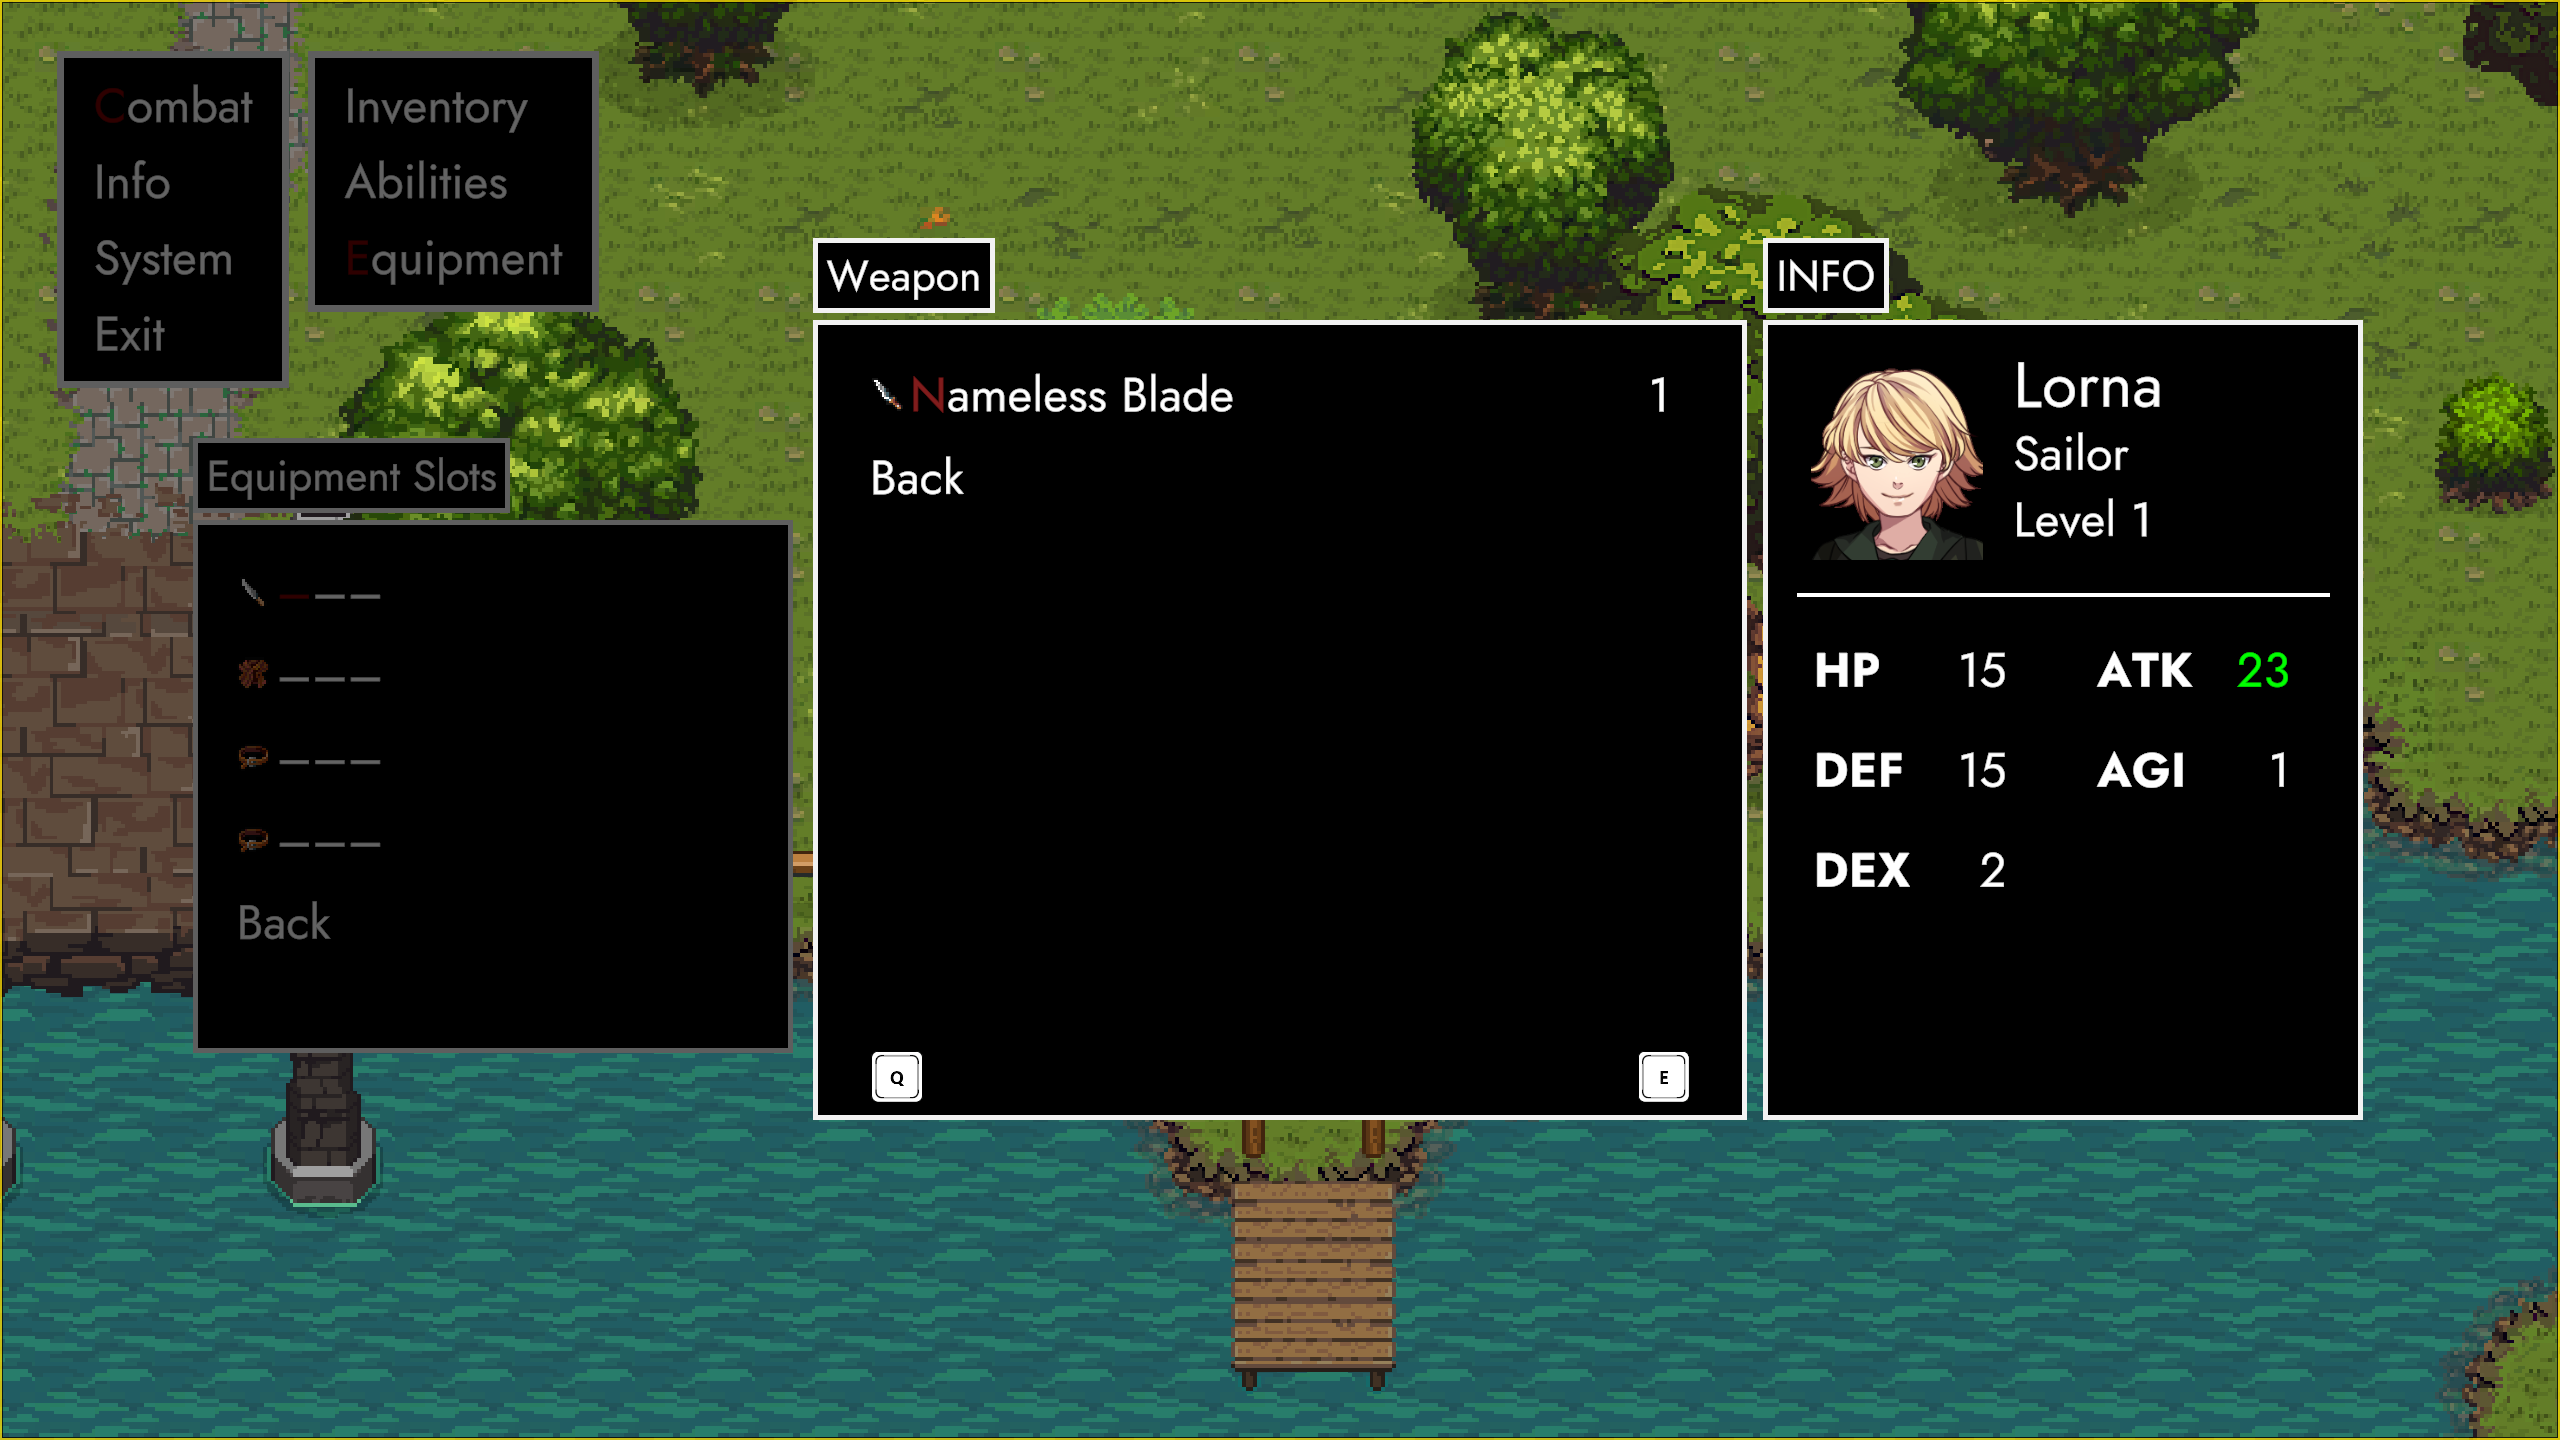 Combat
Info
System
Exit
Inventory
Abilities
Equipment
Equipment Slots
———
———
———
———
Back
Weapon
Nameless Blade 1
Back
Q E
INFO
Lorna
Sailor
Level 1
HP 15 ATK 23
DEF 15 AGI 1
DEX 2